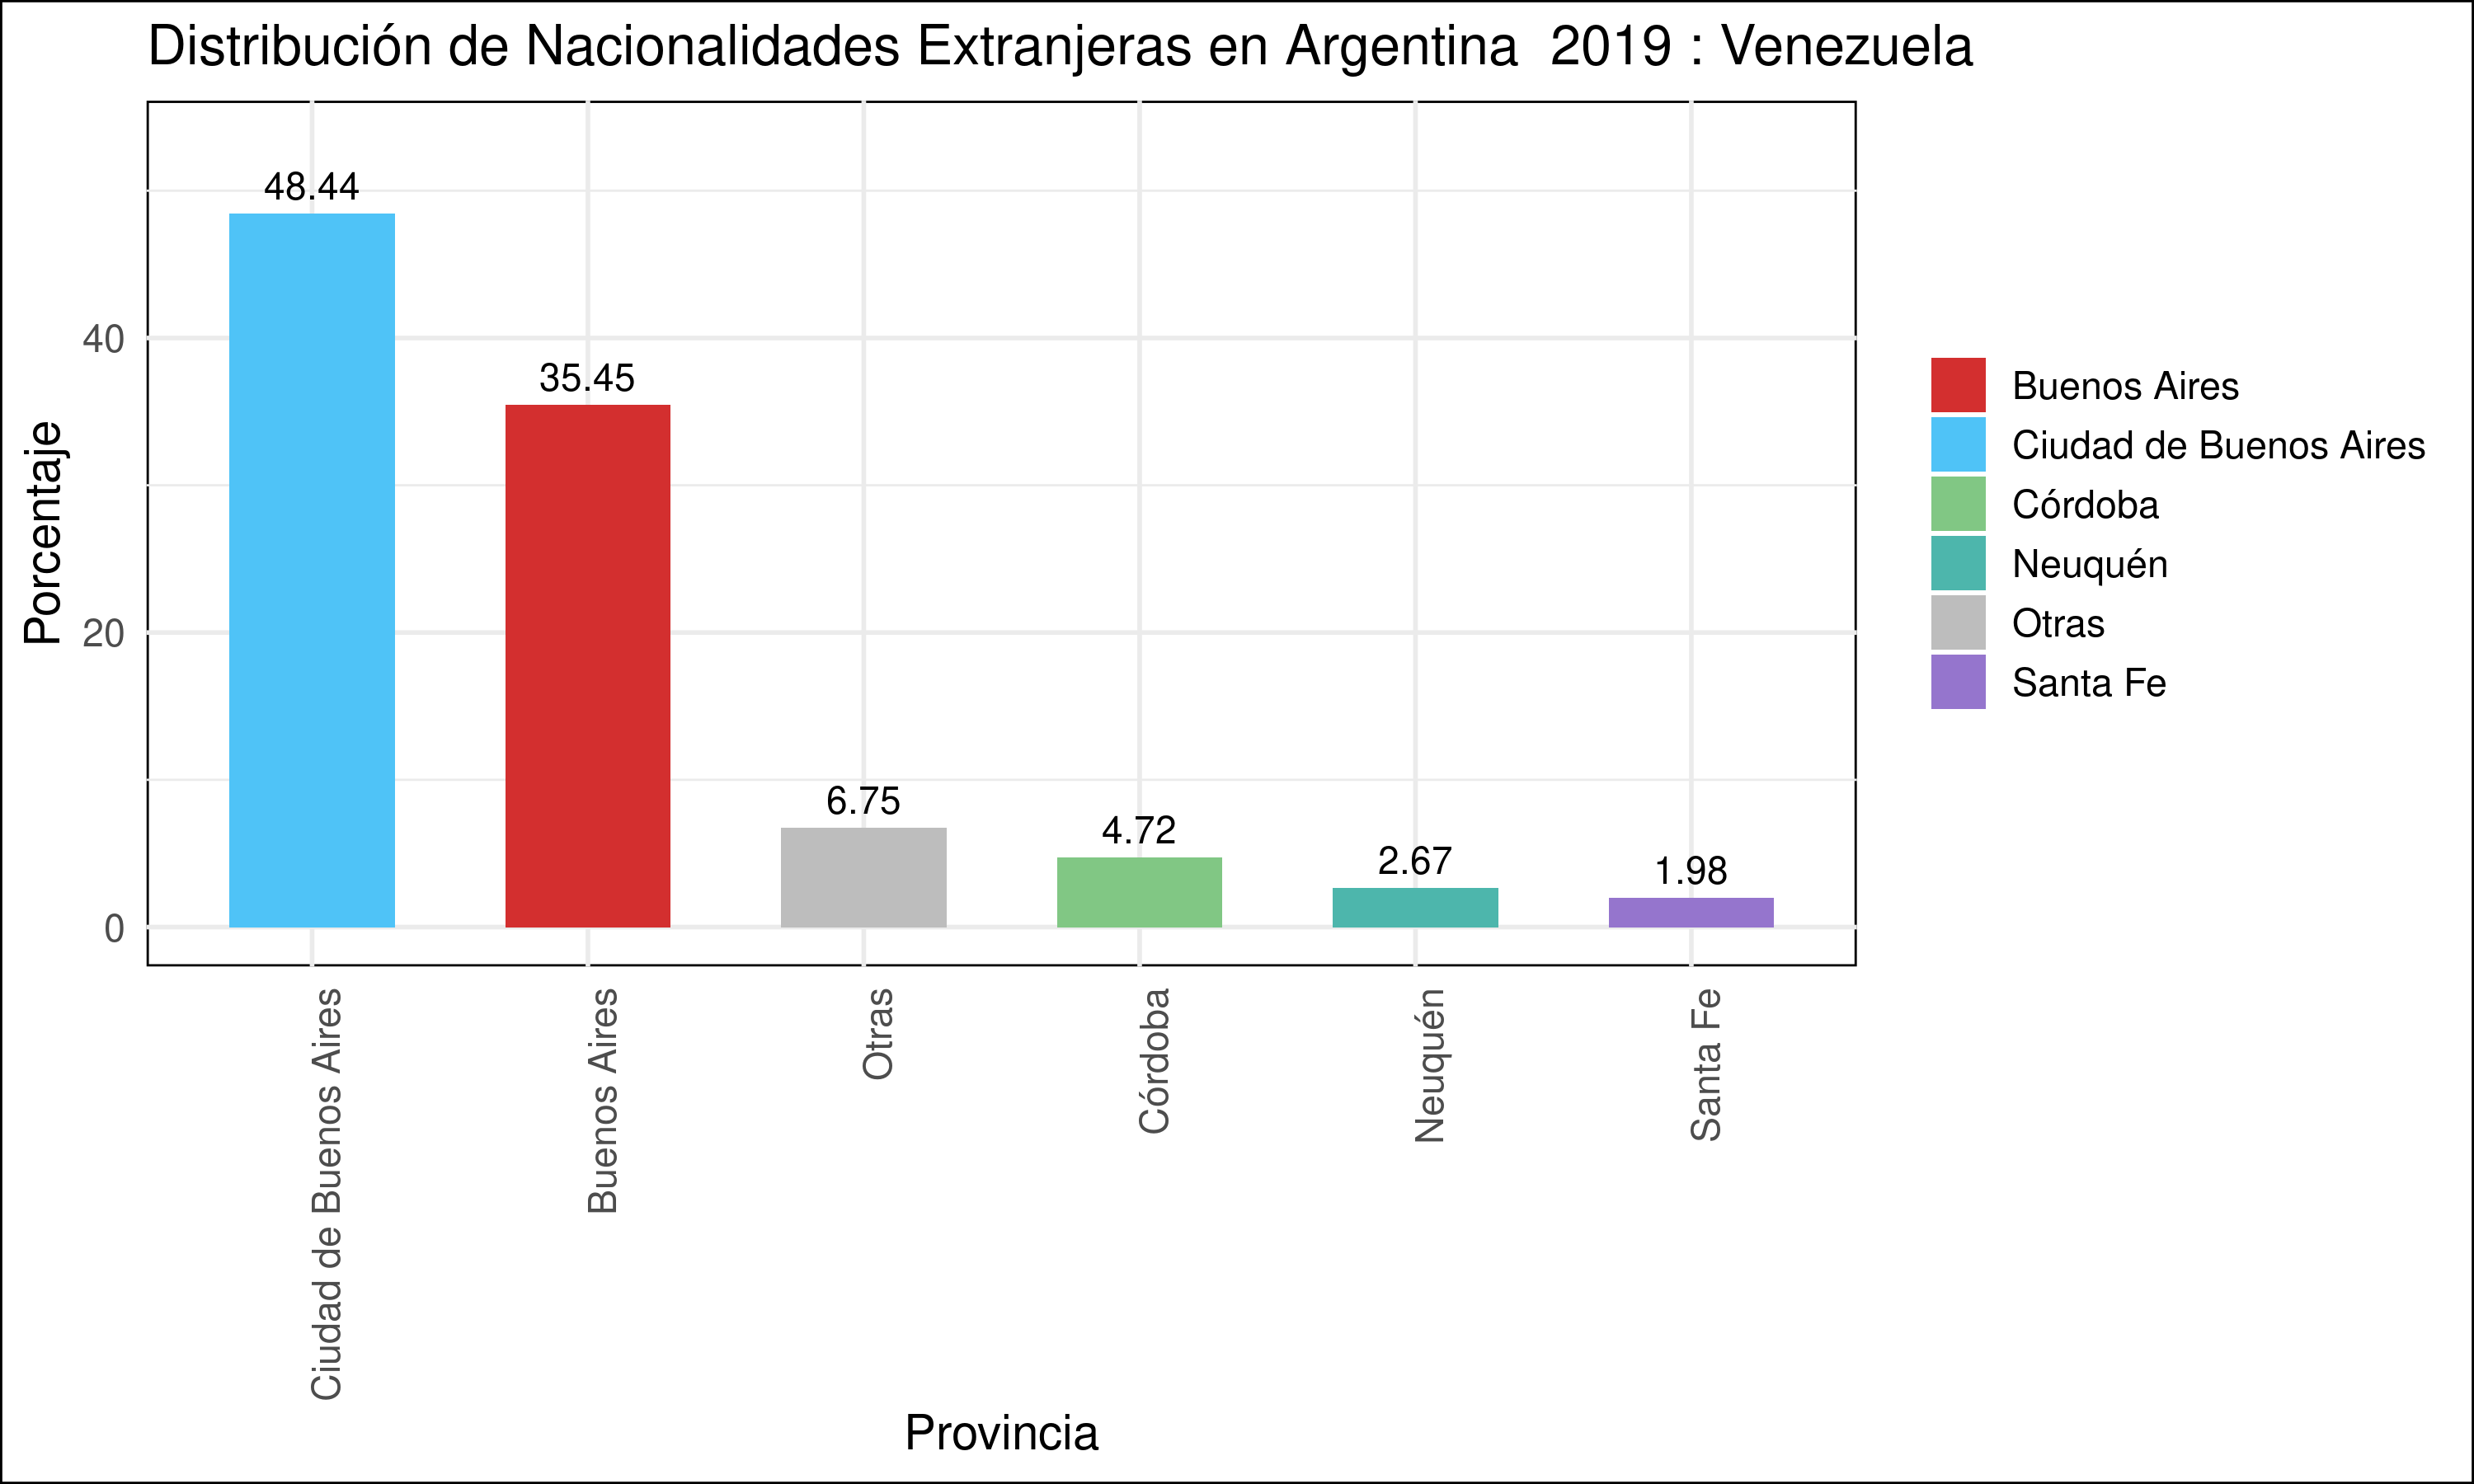 Distribución de Nacionalidades Extranjeras en Argentina  2019 : Venezuela
Porcentaje
40
20
0
48.44
35.45
6.75
4.72
2.67
1.98
Ciudad de Buenos Aires
Buenos Aires
Otras
Córdoba
Neuquén
Santa Fe
Provincia
Buenos Aires
Ciudad de Buenos Aires
Córdoba
Neuquén
Otras
Santa Fe